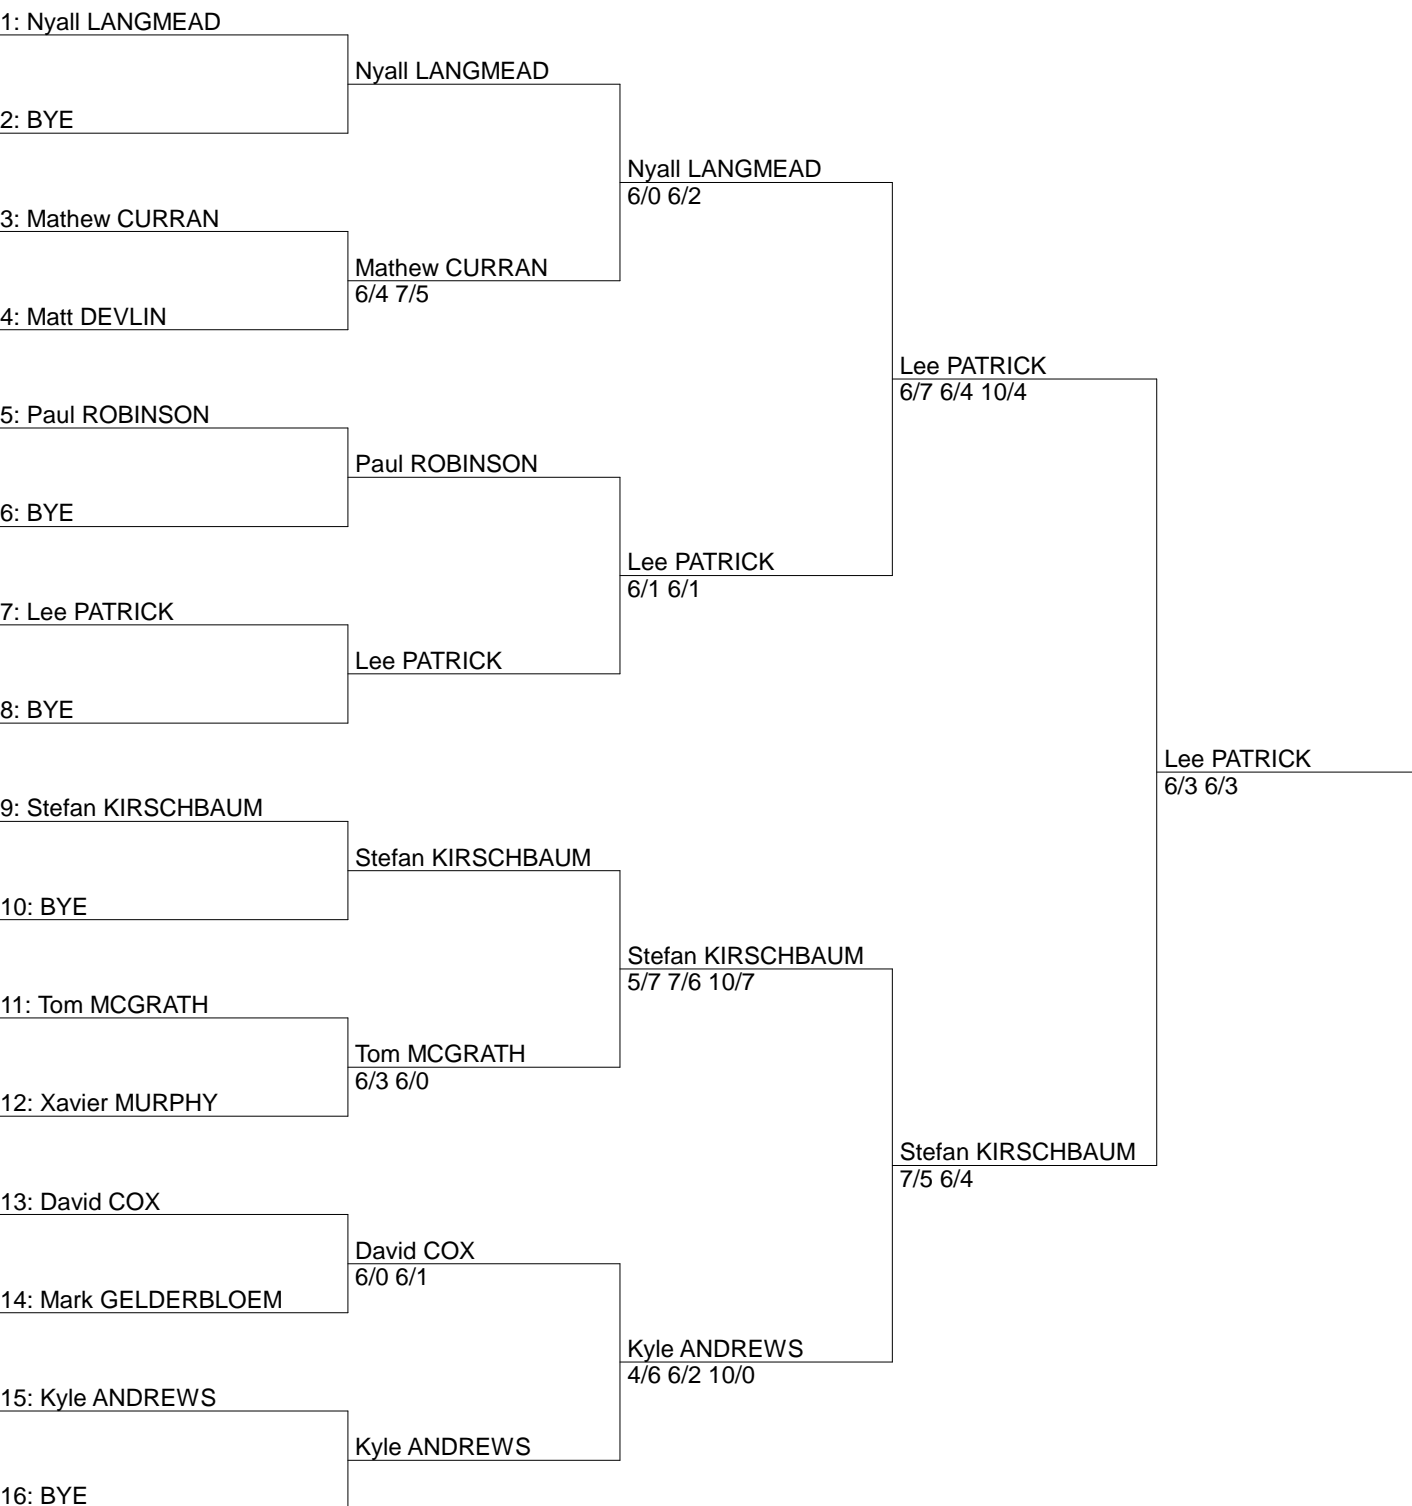 1: Nyall LANGMEAD
Nyall LANGMEAD
2: BYE
Nyall LANGMEAD
6/0 6/2
3: Mathew CURRAN
Mathew CURRAN
6/4 7/5
4: Matt DEVLIN
Lee PATRICK
6/7 6/4 10/4
5: Paul ROBINSON
Paul ROBINSON
6: BYE
Lee PATRICK
6/1 6/1
7: Lee PATRICK
Lee PATRICK
8: BYE
Lee PATRICK
6/3 6/3
9: Stefan KIRSCHBAUM
Stefan KIRSCHBAUM
10: BYE
Stefan KIRSCHBAUM
5/7 7/6 10/7
11: Tom MCGRATH
Tom MCGRATH
6/3 6/0
12: Xavier MURPHY
Stefan KIRSCHBAUM
7/5 6/4
13: David COX
David COX
6/0 6/1
14: Mark GELDERBLOEM
Kyle ANDREWS
4/6 6/2 10/0
15: Kyle ANDREWS
Kyle ANDREWS
16: BYE